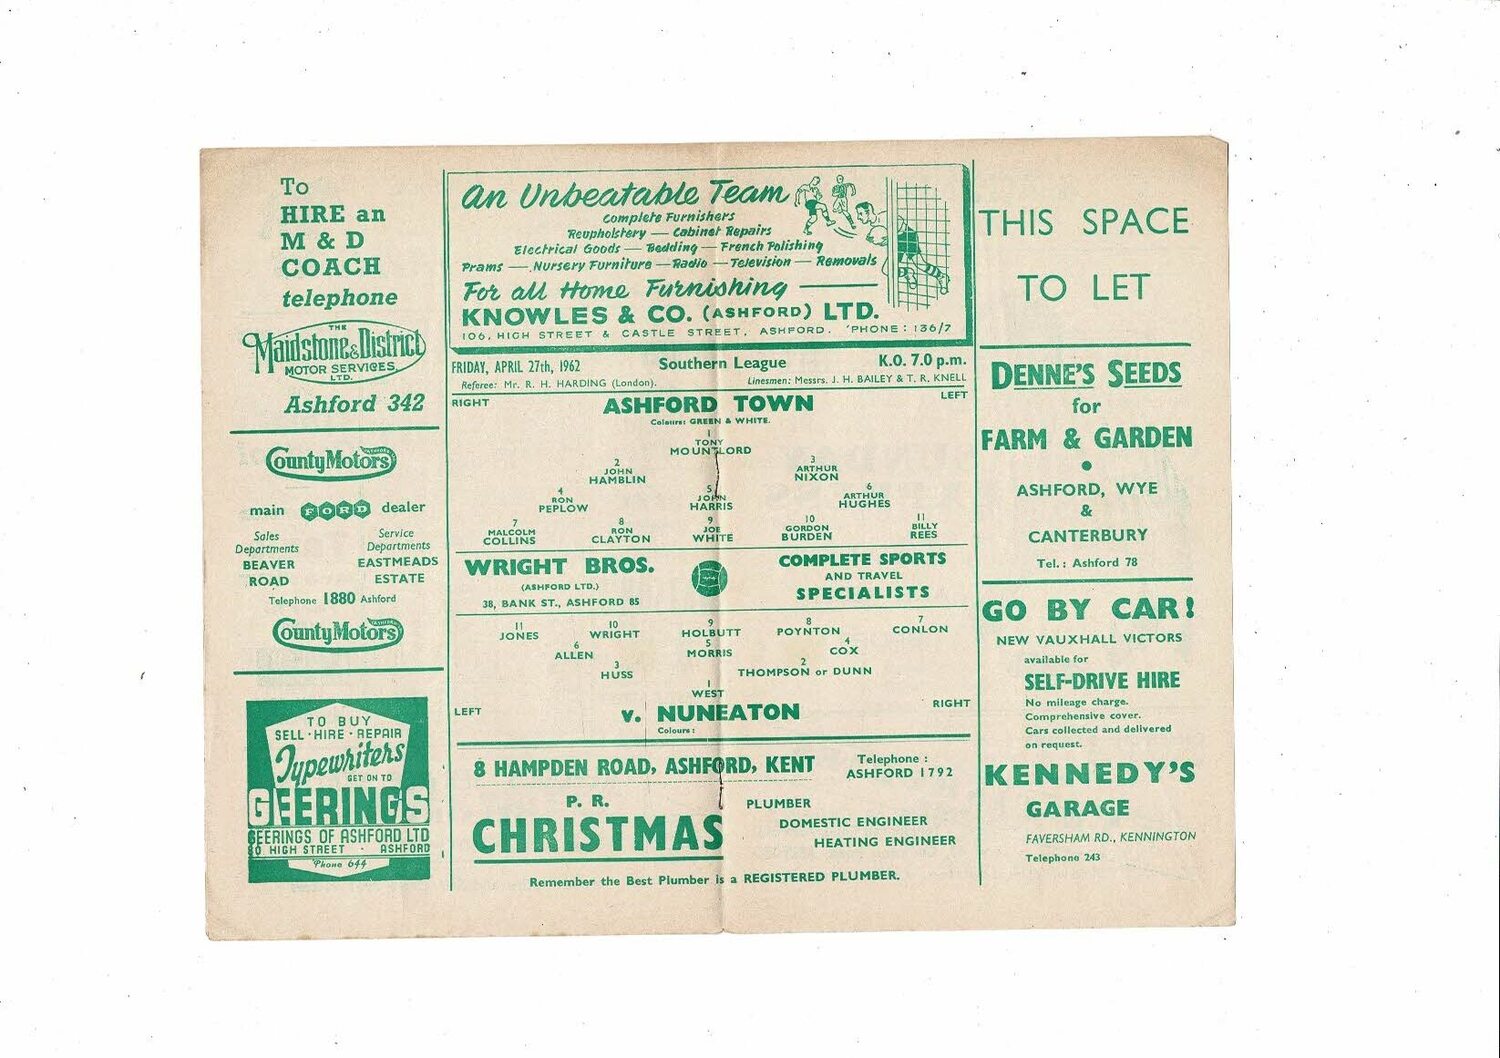 To
HIRE an
M & D
COACH
telephone
THE
Maidstone & District
MOTOR SERVICES
LTD.
Ashford 342
County Motors
main FORD dealer
Sales
Departments
BEAVER
ROAD
Service
Departments
EASTMEADS
ESTATE
Telephone 1880 Ashford
County Motors
TO BUY
SELL · HIRE · REPAIR
Typewriters
GET ON TO
GEERINGS
GEERINGS OF ASHFORD LTD
HIGH STREET · ASHFORD
'Phone 644
An Unbeatable Team
Complete Furnishers
Reupholstery — Cabinet Repairs
Electrical Goods — Bedding — French Polishing
Prams — Nursery Furniture — Radio — Television — Removals
For all Home Furnishing
KNOWLES & CO. (ASHFORD) LTD.
106, HIGH STREET & CASTLE STREET, ASHFORD. 'PHONE : 136/7
FRIDAY, APRIL 27th, 1962 Southern League K.O. 7.0 p.m.
Referee: Mr. R. H. HARDING (London). Linesmen: Messrs. J. H. BAILEY & T. R. KNELL
RIGHT ASHFORD TOWN LEFT
Colours: GREEN & WHITE.
1
TONY
MOUNTLORD
2
JOHN
HAMBLIN
3
ARTHUR
NIXON
4
RON
PEPLOW
5
JOHN
HARRIS
6
ARTHUR
HUGHES
7
MALCOLM
COLLINS
8
RON
CLAYTON
9
JOE
WHITE
10
GORDON
BURDEN
11
BILLY
REES
WRIGHT BROS.
(ASHFORD LTD.)
38, BANK ST., ASHFORD 85
COMPLETE SPORTS
AND TRAVEL
SPECIALISTS
11
JONES
10
WRIGHT
9
HOLBUTT
8
POYNTON
7
CONLON
6
ALLEN
5
MORRIS
4
COX
3
HUSS
2
THOMPSON or DUNN
1
WEST
LEFT v. NUNEATON RIGHT
Colours:
8 HAMPDEN ROAD, ASHFORD, KENT
Telephone :
ASHFORD 1792
P. R.
CHRISTMAS
PLUMBER
DOMESTIC ENGINEER
HEATING ENGINEER
Remember the Best Plumber is a REGISTERED PLUMBER.
THIS SPACE
TO LET
DENNE'S SEEDS
for
FARM & GARDEN
•
ASHFORD, WYE
&
CANTERBURY
Tel.: Ashford 78
GO BY CAR!
NEW VAUXHALL VICTORS
available for
SELF-DRIVE HIRE
No mileage charge.
Comprehensive cover.
Cars collected and delivered
on request.
KENNEDY'S
GARAGE
FAVERSHAM RD., KENNINGTON
Telephone 243